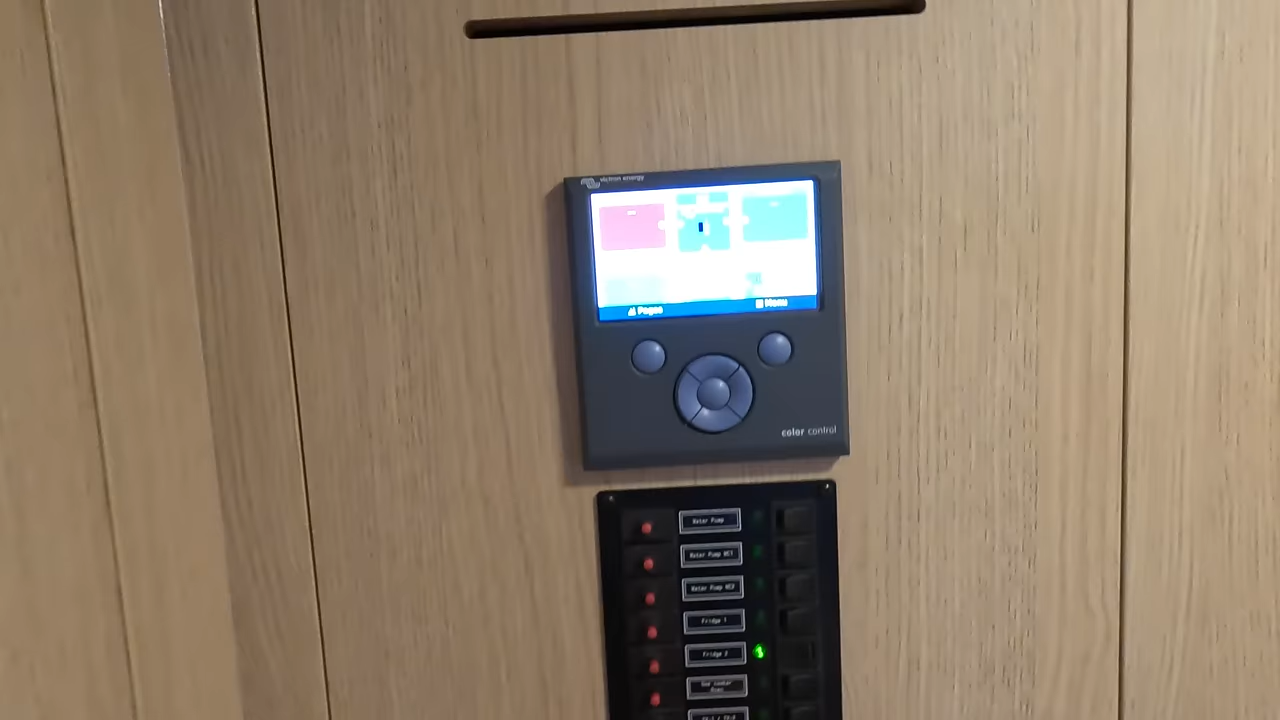 victron energy
Pages
Menu
color control
Water Pump
Water Pump WC1
Water Pump WC2
Fridge 1
Fridge 2